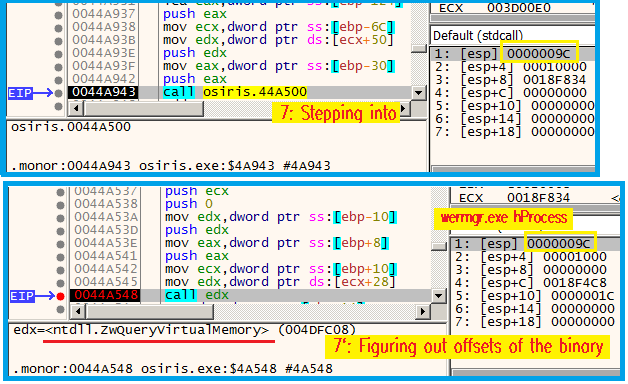 0044A937 push eax
0044A938 mov ecx,dword ptr ss:[ebp-6C]
0044A93B mov edx,dword ptr ds:[ecx+50]
0044A93E push edx
0044A93F lea eax,dword ptr ss:[ebp-30]
0044A942 push eax
EIP 0044A943 call osiris.44A500
7: Stepping into
osiris.0044A500
.monor:0044A943 osiris.exe:$4A943 #4A943
ECX 003D00E0
Default (stdcall)
1: [esp] 0000009C
2: [esp+4] 00010000
3: [esp+8] 0018F834
4: [esp+C] 00000000
5: [esp+10] 00000000
6: [esp+14] 00000000
7: [esp+18] 00000000
0044A537 push ecx
0044A538 push 0
0044A53A mov edx,dword ptr ss:[ebp-10]
0044A53D push edx
0044A53E mov eax,dword ptr ss:[ebp+8]
0044A541 push eax
0044A542 mov ecx,dword ptr ss:[ebp+10]
0044A545 mov edx,dword ptr ds:[ecx+28]
EIP 0044A548 call edx
edx=<ntdll.ZwQueryVirtualMemory> (004DFC08)
.monor:0044A548 osiris.exe:$4A548 #4A548
ECX 0018F834
wermgr.exe hProcess
1: [esp] 0000009C
2: [esp+4] 00001000
3: [esp+8] 00000000
4: [esp+C] 0018F4C8
5: [esp+10] 0000001C
6: [esp+14] 00000000
7: [esp+18] 00000000
7': Figuring out offsets of the binary